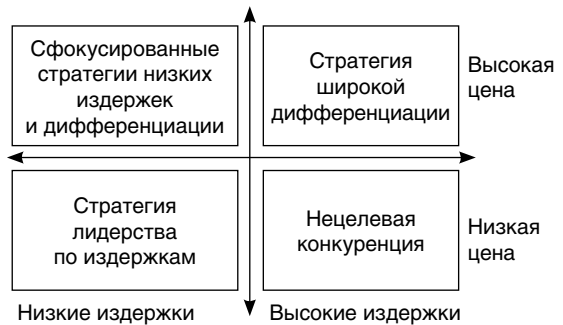 Сфокусированные
стратегии низких
издержек
и дифференциации
Стратегия
широкой
дифференциации
Высокая
цена
Стратегия
лидерства
по издержкам
Нецелевая
конкуренция
Низкая
цена
Низкие издержки
Высокие издержки